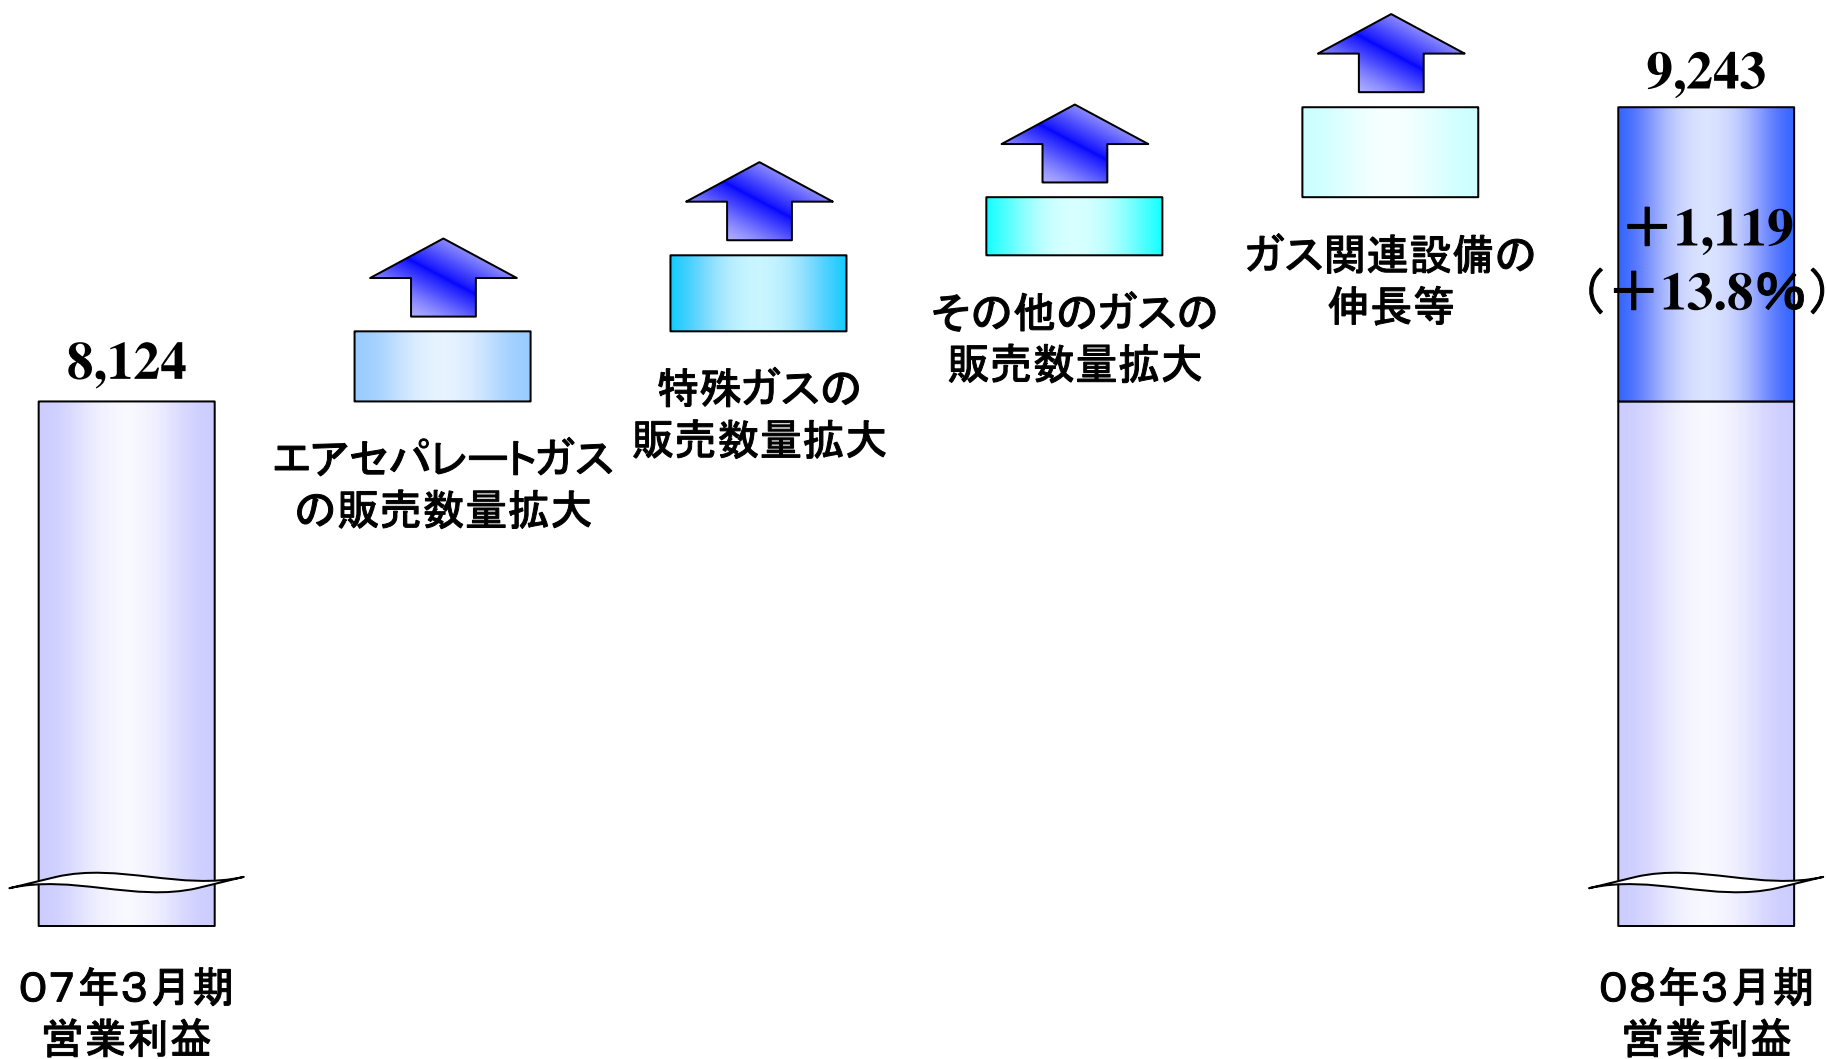 8,124
07年3月期
営業利益
エアセパレートガス
の販売数量拡大
特殊ガスの
販売数量拡大
その他のガスの
販売数量拡大
ガス関連設備の
伸長等
9,243
＋1,119
（＋13.8%）
08年3月期
営業利益